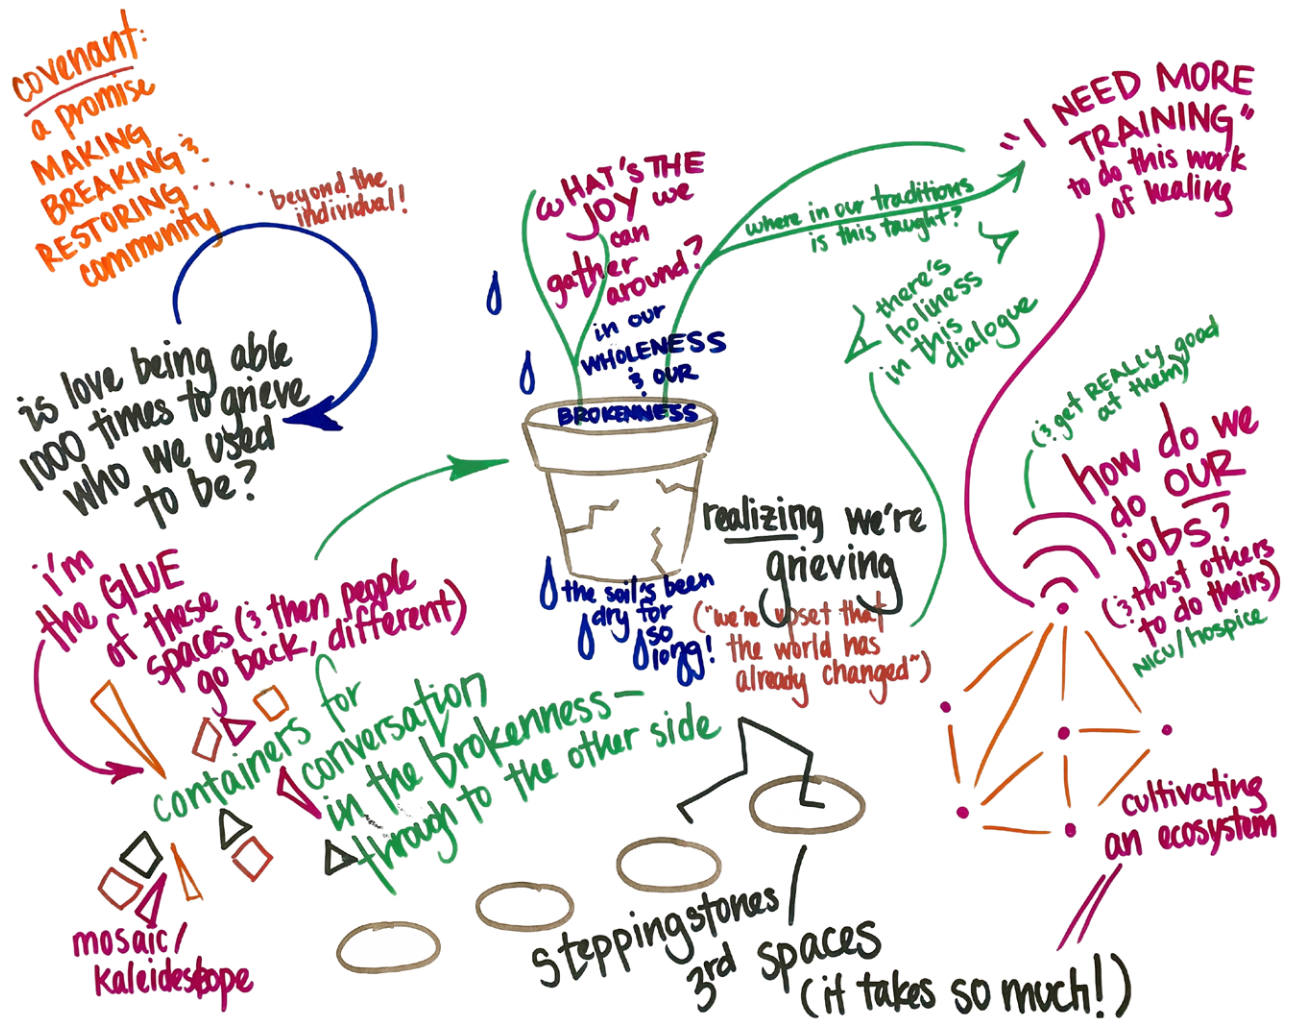 covenant:
a promise
MAKING
BREAKING &
RESTORING
community
beyond the
individual!
is love being able
1000 times to grieve
who we used
to be?
WHAT'S THE
JOY we
can
gather
around?
in our
WHOLENESS
& OUR
BROKENNESS
where in our traditions
is this taught?
"I NEED MORE
TRAINING"
to do this work
of healing
there's
holiness
in this
dialogue
(& get REALLY good
at them)
how do we
do OUR
jobs?
(& trust others
to do theirs)
NICU/hospice
realizing we're
grieving
("we're upset that
the world has
already changed")
the soil's been
dry for
so
long!
i'm
the GLUE
of these
spaces (& then people
go back, different)
containers for
conversation
in the brokenness—
through to the other side
mosaic/
kaleidescope
steppingstones
3rd spaces
(it takes so much!)
cultivating
an ecosystem